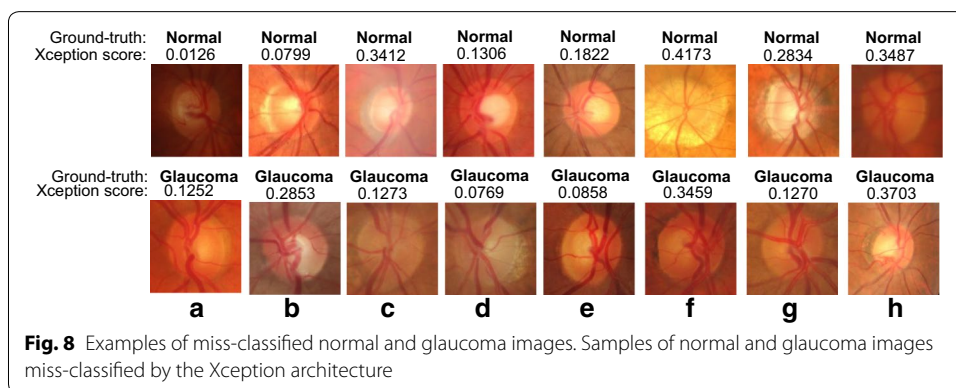 Ground-truth: Normal Normal Normal Normal Normal Normal Normal Normal
Xception score: 0.0126 0.0799 0.3412 0.1306 0.1822 0.4173 0.2834 0.3487
Ground-truth: Glaucoma Glaucoma Glaucoma Glaucoma Glaucoma Glaucoma Glaucoma Glaucoma
Xception score: 0.1252 0.2853 0.1273 0.0769 0.0858 0.3459 0.1270 0.3703
a b c d e f g h
Fig. 8 Examples of miss-classified normal and glaucoma images. Samples of normal and glaucoma images
miss-classified by the Xception architecture